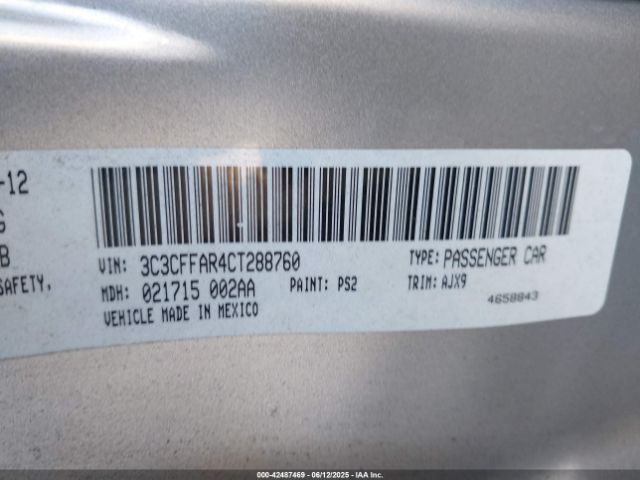 -12
G
B
SAFETY,
VIN: 3C3CFFAR4CT288760
TYPE: PASSENGER CAR
MDH: 021715 002AA PAINT: PS2 TRIM: AJX9
VEHICLE MADE IN MEXICO
4658843
000-42487469 - 06/12/2025 - IAA Inc.